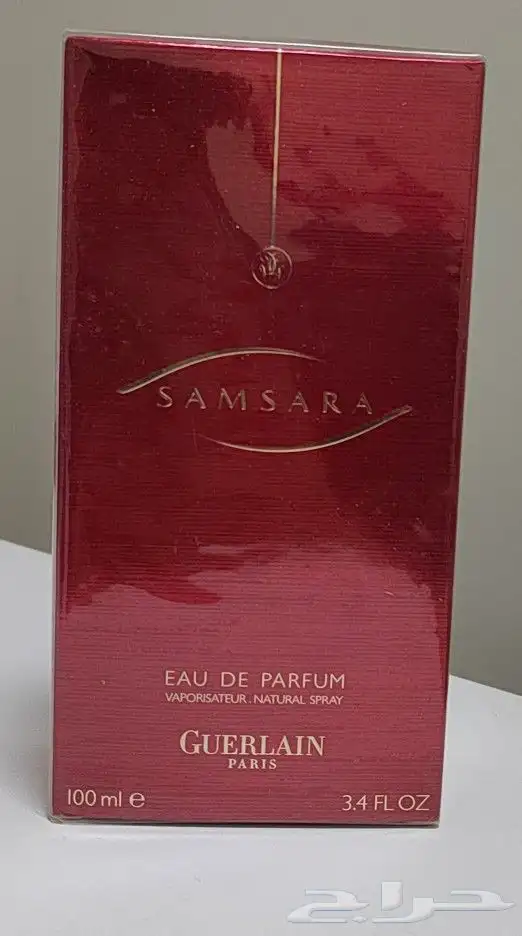 SAMSARA
EAU DE PARFUM
VAPORISATEUR . NATURAL SPRAY
GUERLAIN
PARIS
100 ml e 3.4 FL OZ
حراج